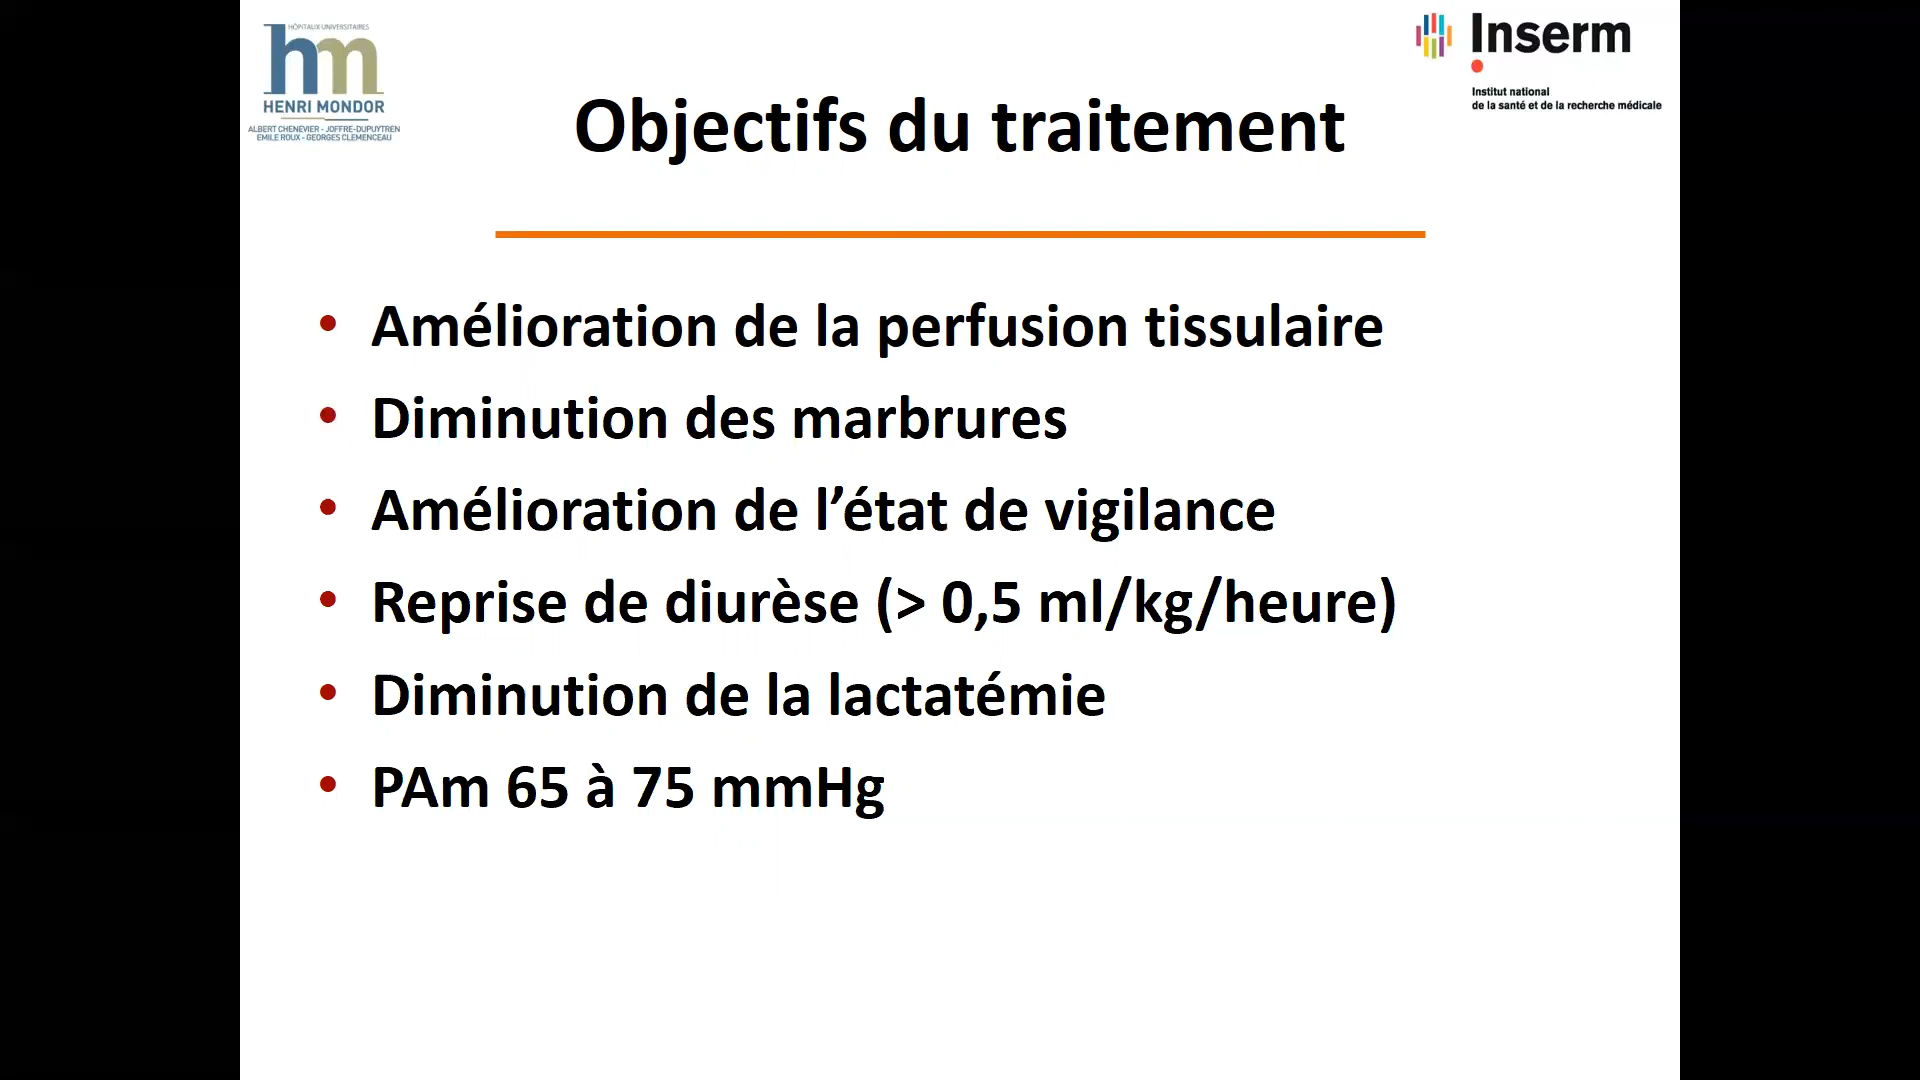 HÔPITAUX UNIVERSITAIRES
hm
HENRI MONDOR
ALBERT CHENEVIER - JOFFRE-DUPUYTREN
EMILE ROUX - GEORGES CLEMENCEAU
Inserm
Institut national
de la santé et de la recherche médicale
Objectifs du traitement
• Amélioration de la perfusion tissulaire
• Diminution des marbrures
• Amélioration de l’état de vigilance
• Reprise de diurèse (> 0,5 ml/kg/heure)
• Diminution de la lactatémie
• PAm 65 à 75 mmHg